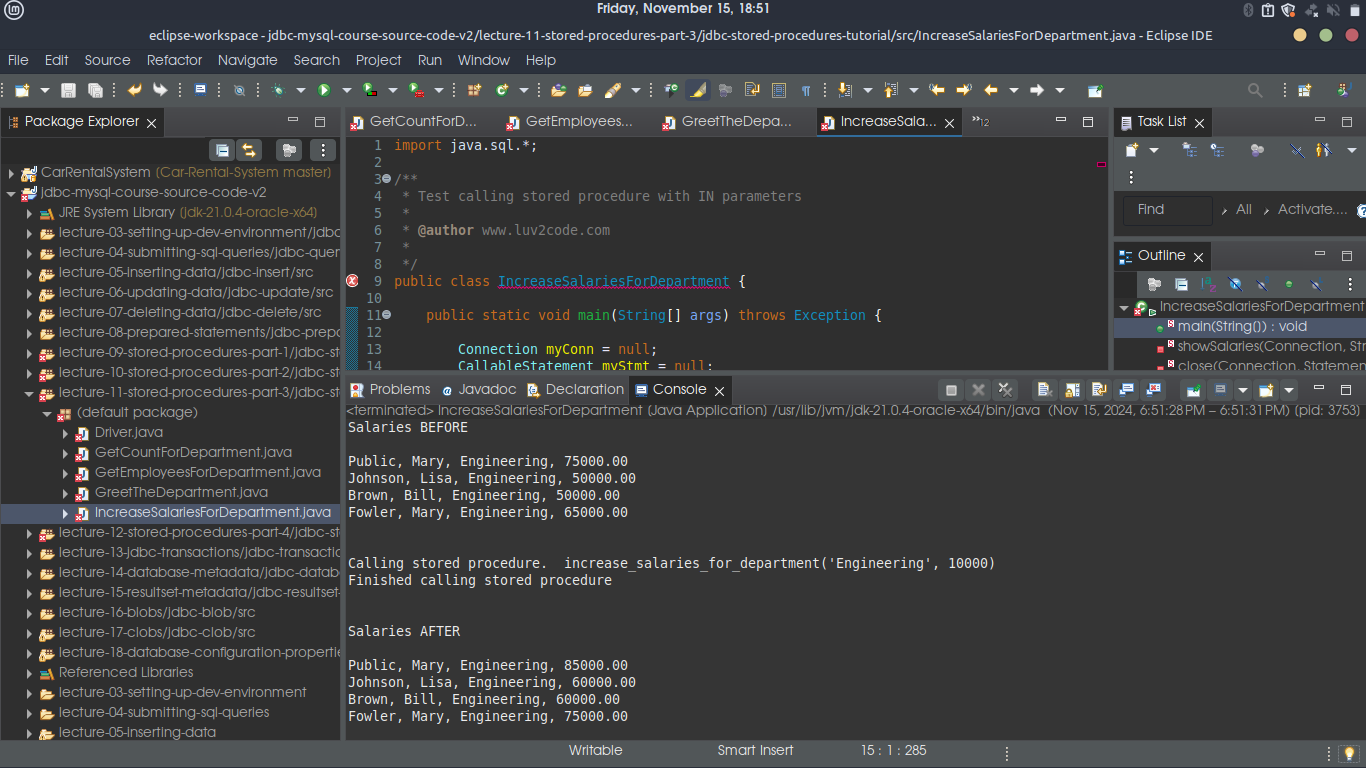 Friday, November 15, 18:51
eclipse-workspace - jdbc-mysql-course-source-code-v2/lecture-11-stored-procedures-part-3/jdbc-stored-procedures-tutorial/src/IncreaseSalariesForDepartment.java - Eclipse IDE
File Edit Source Refactor Navigate Search Project Run Window Help
Package Explorer
CarRentalSystem [Car-Rental-System master]
jdbc-mysql-course-source-code-v2
JRE System Library [jdk-21.0.4-oracle-x64]
lecture-03-setting-up-dev-environment/jdbc
lecture-04-submitting-sql-queries/jdbc-quer
lecture-05-inserting-data/jdbc-insert/src
lecture-06-updating-data/jdbc-update/src
lecture-07-deleting-data/jdbc-delete/src
lecture-08-prepared-statements/jdbc-prep
lecture-09-stored-procedures-part-1/jdbc-st
lecture-10-stored-procedures-part-2/jdbc-st
lecture-11-stored-procedures-part-3/jdbc-st
(default package)
Driver.java
GetCountForDepartment.java
GetEmployeesForDepartment.java
GreetTheDepartment.java
IncreaseSalariesForDepartment.java
lecture-12-stored-procedures-part-4/jdbc-st
lecture-13-jdbc-transactions/jdbc-transactic
lecture-14-database-metadata/jdbc-datab
lecture-15-resultset-metadata/jdbc-resultset-
lecture-16-blobs/jdbc-blob/src
lecture-17-clobs/jdbc-clob/src
lecture-18-database-configuration-propertie
Referenced Libraries
lecture-03-setting-up-dev-environment
lecture-04-submitting-sql-queries
lecture-05-inserting-data
GetCountForD... GetEmployees... GreetTheDepa... IncreaseSala... »12
1 import java.sql.*;
2
3 /**
4 * Test calling stored procedure with IN parameters
5 *
6 * @author www.luv2code.com
7 *
8 */
9 public class IncreaseSalariesForDepartment {
10
11 public static void main(String[] args) throws Exception {
12
13 Connection myConn = null;
14 CallableStatement myStmt = null;
Problems Javadoc Declaration Console
<terminated> IncreaseSalariesForDepartment [Java Application] /usr/lib/jvm/jdk-21.0.4-oracle-x64/bin/java (Nov 15, 2024, 6:51:28 PM – 6:51:31 PM) [pid: 3753]
Salaries BEFORE
Public, Mary, Engineering, 75000.00
Johnson, Lisa, Engineering, 50000.00
Brown, Bill, Engineering, 50000.00
Fowler, Mary, Engineering, 65000.00
Calling stored procedure. increase_salaries_for_department('Engineering', 10000)
Finished calling stored procedure
Salaries AFTER
Public, Mary, Engineering, 85000.00
Johnson, Lisa, Engineering, 60000.00
Brown, Bill, Engineering, 60000.00
Fowler, Mary, Engineering, 75000.00
Task List
Find All Activate....
Outline
IncreaseSalariesForDepartment
main(String[]) : void
showSalaries(Connection, Str
close(Connection, Statemen
Writable Smart Insert 15 : 1 : 285